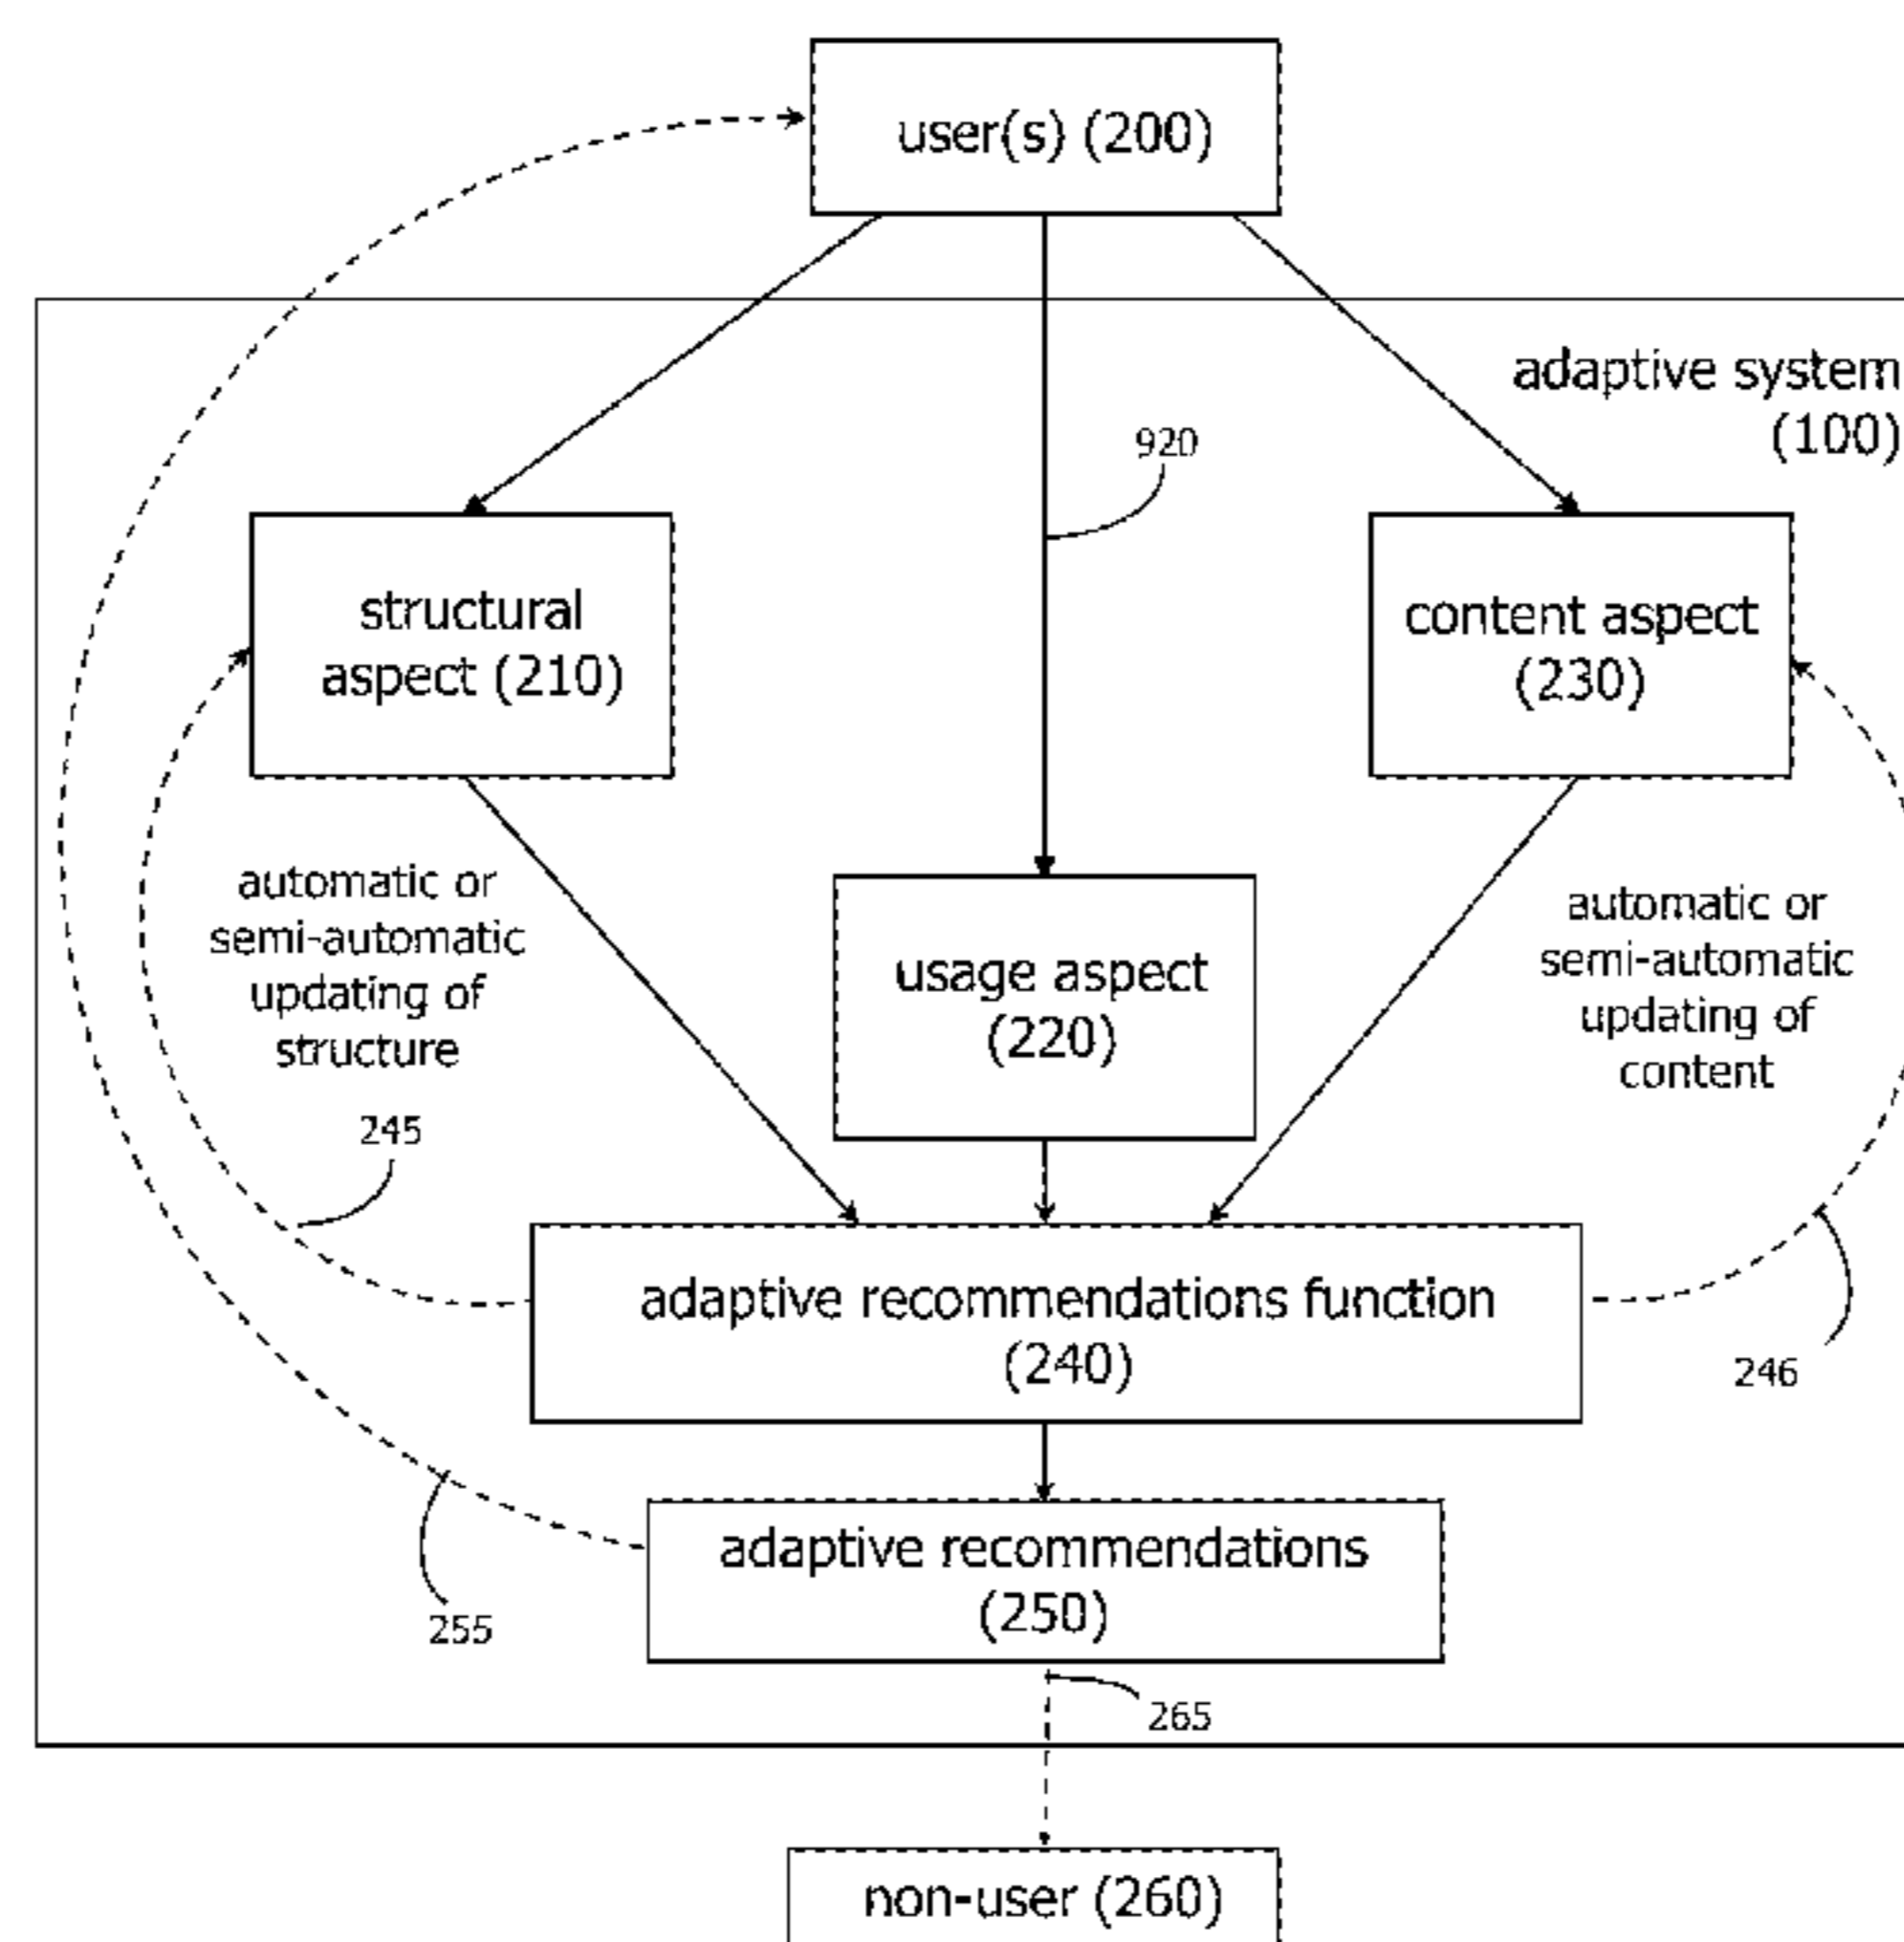 user(s) (200)
adaptive system
(100)
920
structural
aspect (210)
content aspect
(230)
automatic or
semi-automatic
updating of
structure
usage aspect
(220)
automatic or
semi-automatic
updating of
content
245
adaptive recommendations function
(240)
246
adaptive recommendations
(250)
255
265
non-user (260)